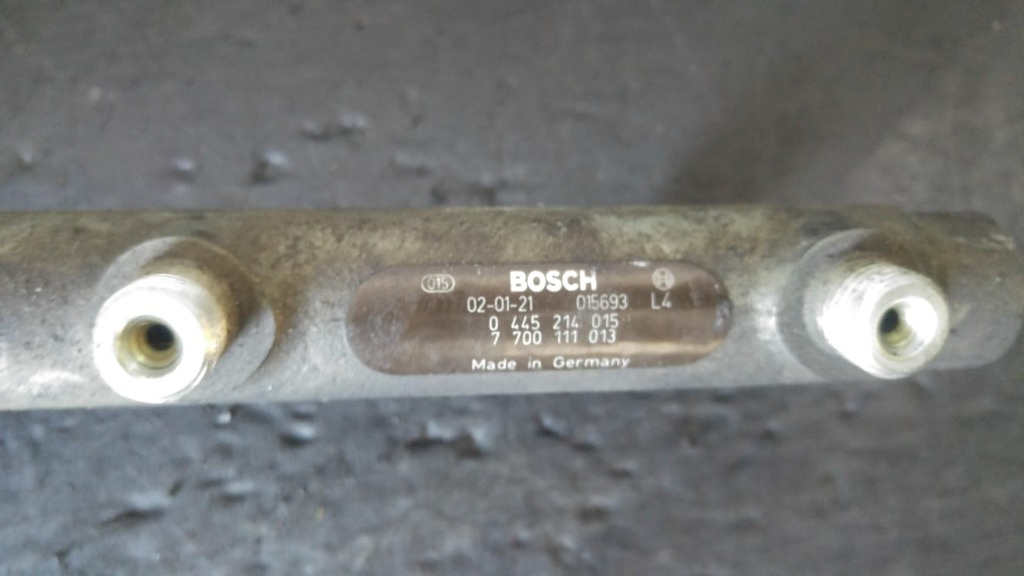 015 BOSCH
02-01-21 015693 L4
0 445 214 015
7 700 111 013
Made in Germany